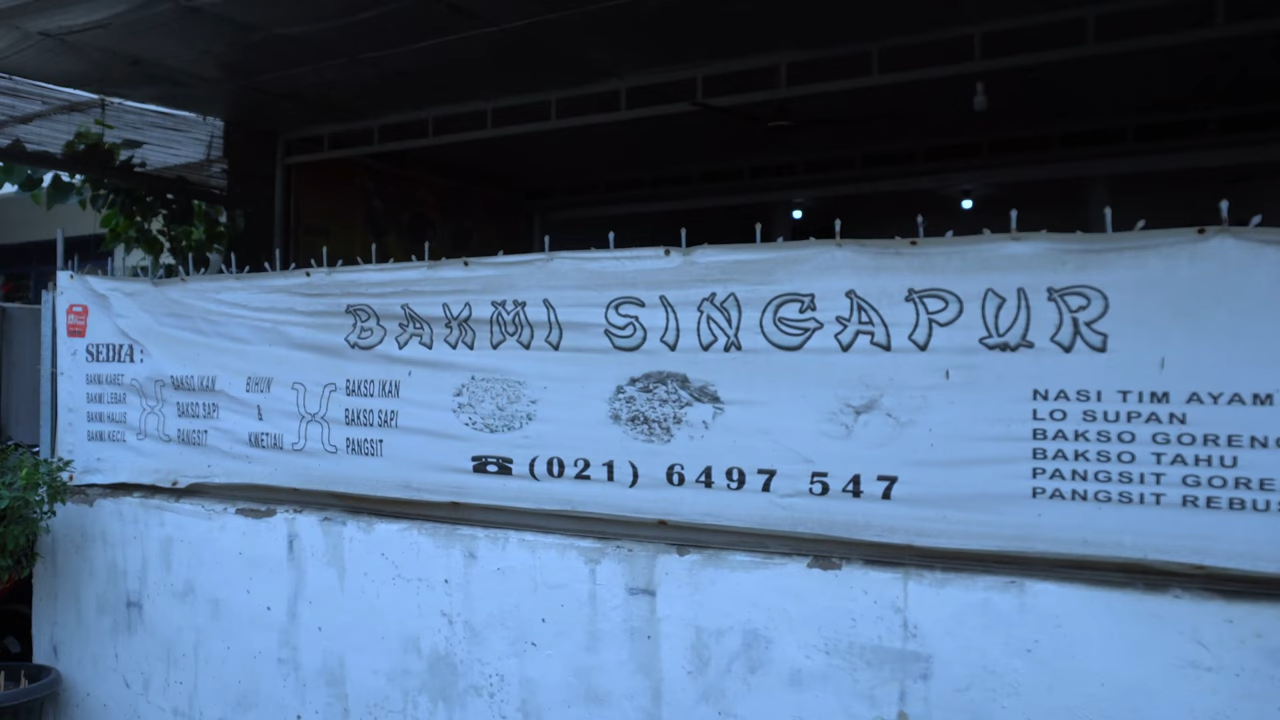 BAKMI SINGAPUR
SEDIA :
BAKMI KARET
BAKMI LEBAR
BAKMI HALUS
BAKMI KECIL
BAKSO IKAN
BAKSO SAPI
PANGSIT
BIHUN
&
KWETIAU
BAKSO IKAN
BAKSO SAPI
PANGSIT
(021) 6497 547
NASI TIM AYAM
LO SUPAN
BAKSO GORENG
BAKSO TAHU
PANGSIT GORE
PANGSIT REBUS